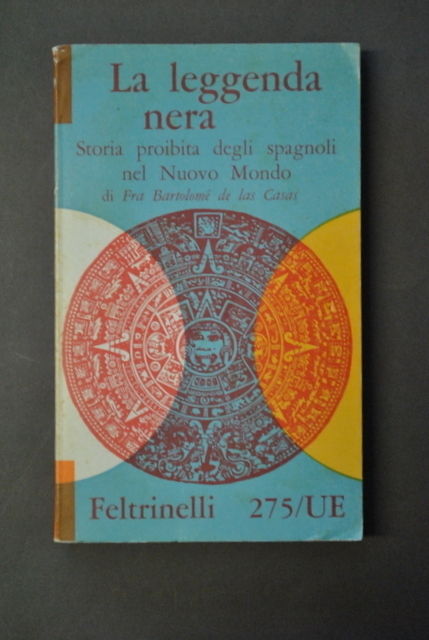 La leggenda
nera
Storia proibita degli spagnoli
nel Nuovo Mondo
di Fra Bartolomé de las Casas
Feltrinelli 275/UE